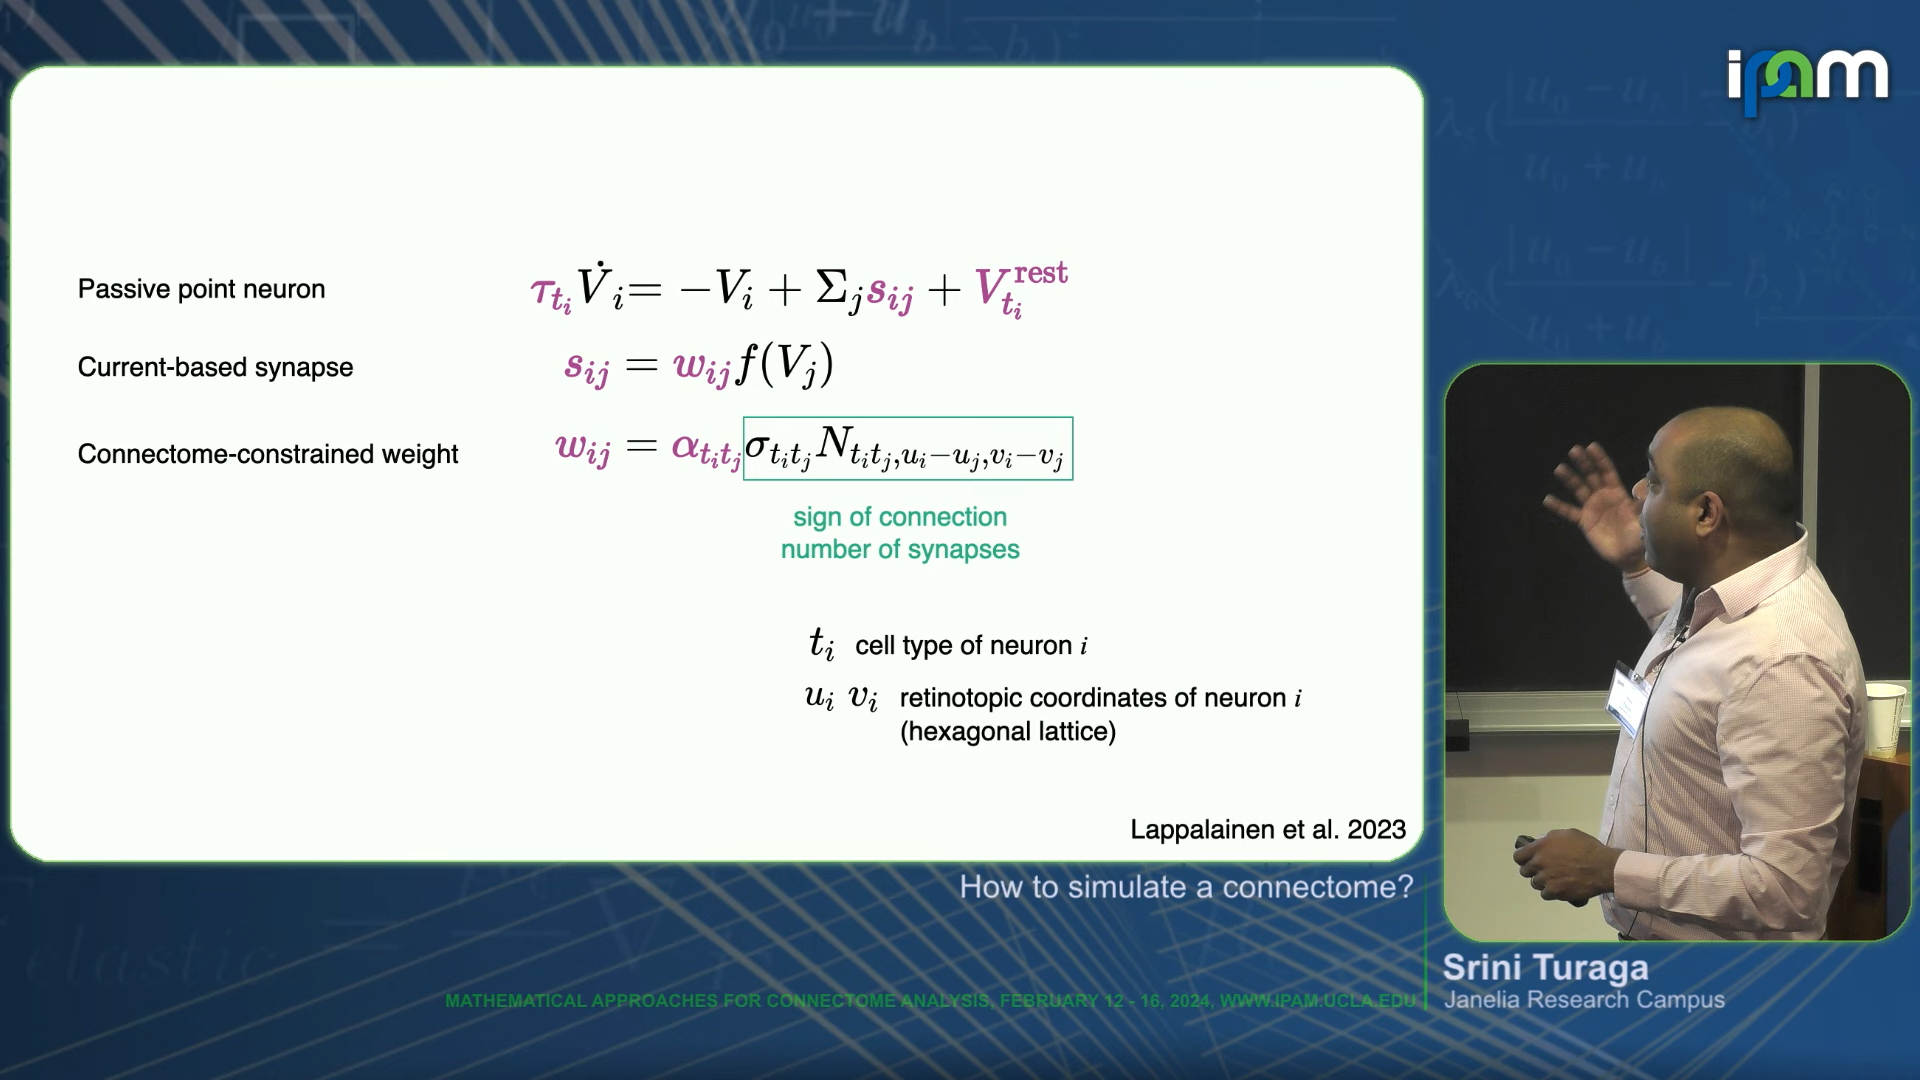 ipam
Passive point neuron
τ_{t_i} V̇_i = −V_i + Σ_j s_{ij} + V_{t_i}^{rest}
Current-based synapse
s_{ij} = w_{ij} f(V_j)
Connectome-constrained weight
w_{ij} = α_{t_i t_j} σ_{t_i t_j} N_{t_i t_j, u_i−u_j, v_i−v_j}
sign of connection
number of synapses
t_i cell type of neuron i
u_i v_i retinotopic coordinates of neuron i
(hexagonal lattice)
Lappalainen et al. 2023
How to simulate a connectome?
Srini Turaga
Janelia Research Campus
MATHEMATICAL APPROACHES FOR CONNECTOME ANALYSIS, FEBRUARY 12 - 16, 2024, WWW.IPAM.UCLA.EDU
elastic